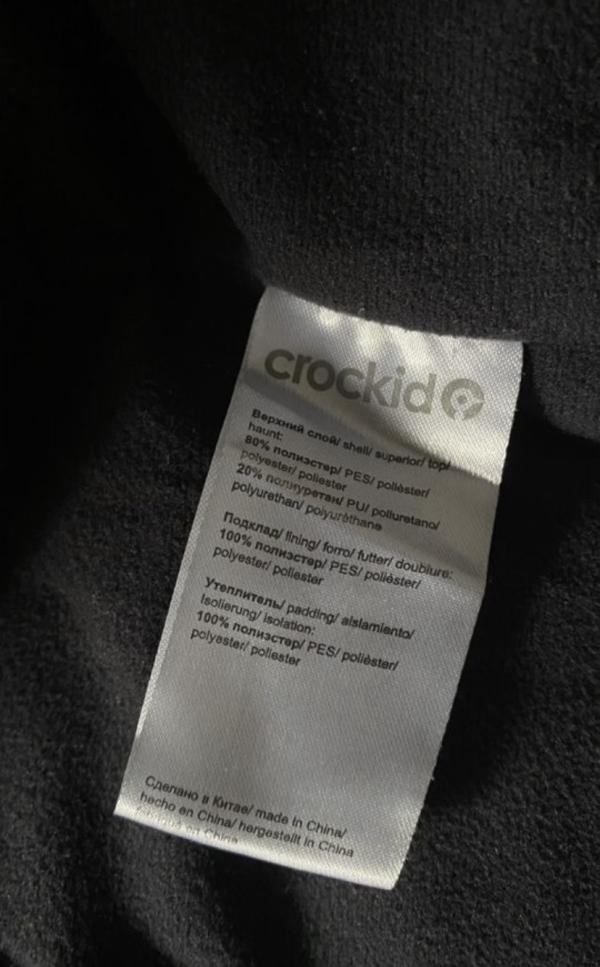 crockid
Верхний слой/ shell/ superior/ top/
haunt:
80% полиэстер/ PES/ polièster/
polyester/ poliester
20% полиуретан/ PU/ poliuretano/
polyurethan/ polyuréthane
Подклад/ lining/ forro/ futter/ doublure:
100% полиэстер/ PES/ polièster/
polyester/ poliester
Утеплитель/ padding/ aislamiento/
Isolierung/ isolation:
100% полиэстер/ PES/ polièster/
polyester/ poliester
Сделано в Китае/ made in China/
hecho en China/ hergestellt in China/
en China